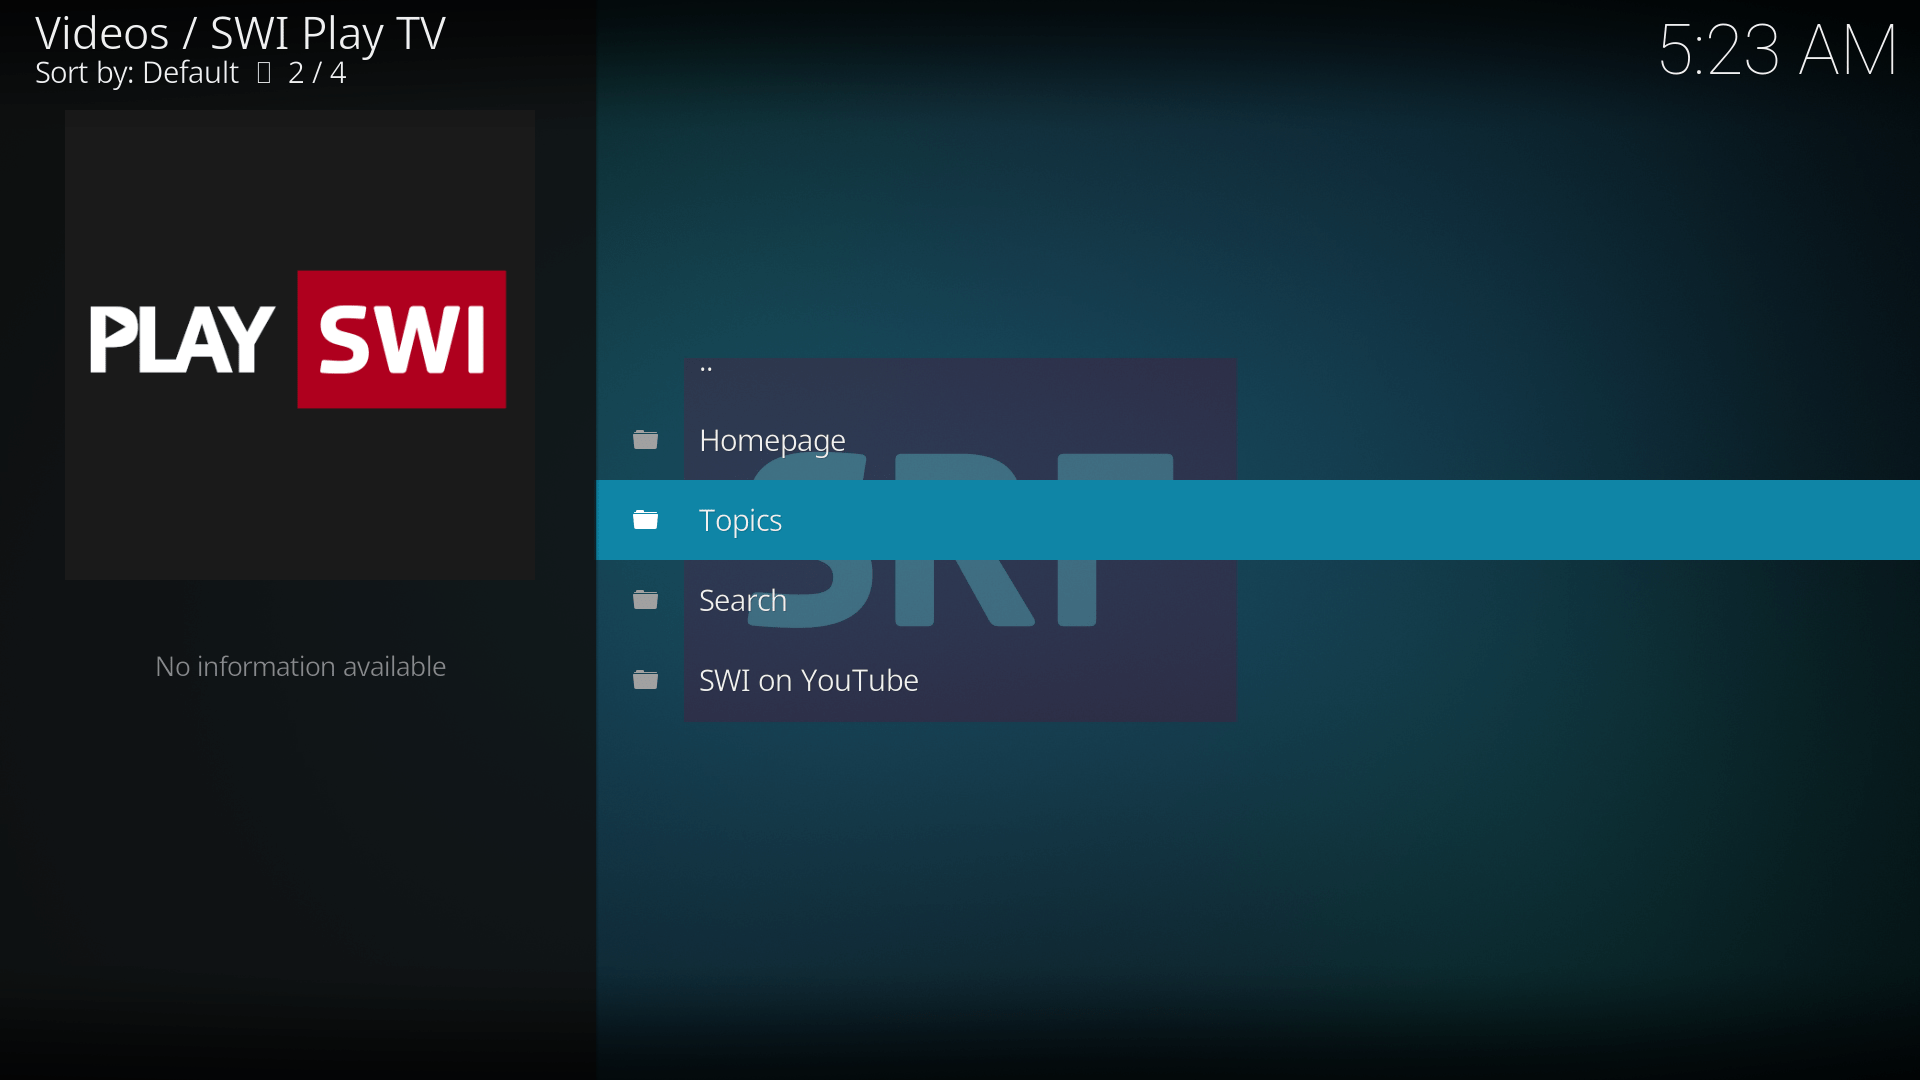 Videos / SWI Play TV
Sort by: Default 2 / 4
5:23 AM
PLAY SWI
No information available
..
Homepage
Topics
Search
SWI on YouTube
SRF